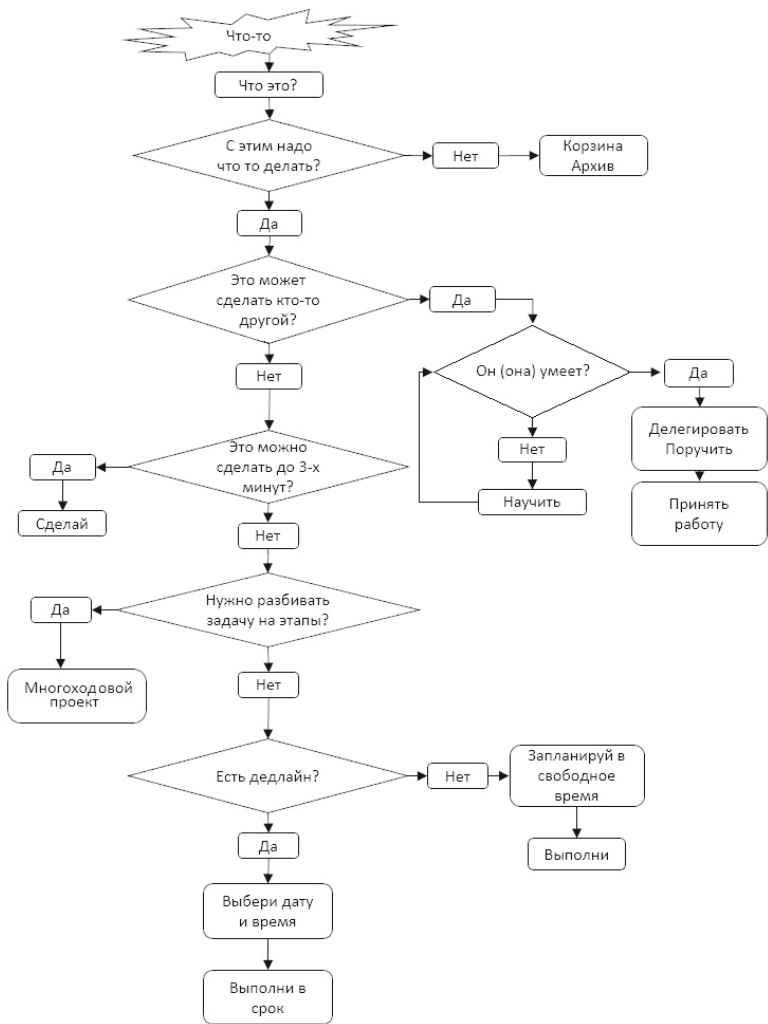 Что-то
Что это?
С этим надо
что то делать?
Нет
Корзина
Архив
Да
Это может
сделать кто-то
другой?
Да
Нет
Он (она) умеет?
Да
Делегировать
Поручить
Нет
Научить
Принять
работу
Это можно
сделать до 3-х
минут?
Да
Сделай
Нет
Нужно разбивать
задачу на этапы?
Да
Многоходовой
проект
Нет
Есть дедлайн?
Нет
Запланируй в
свободное
время
Выполни
Да
Выбери дату
и время
Выполни в
срок